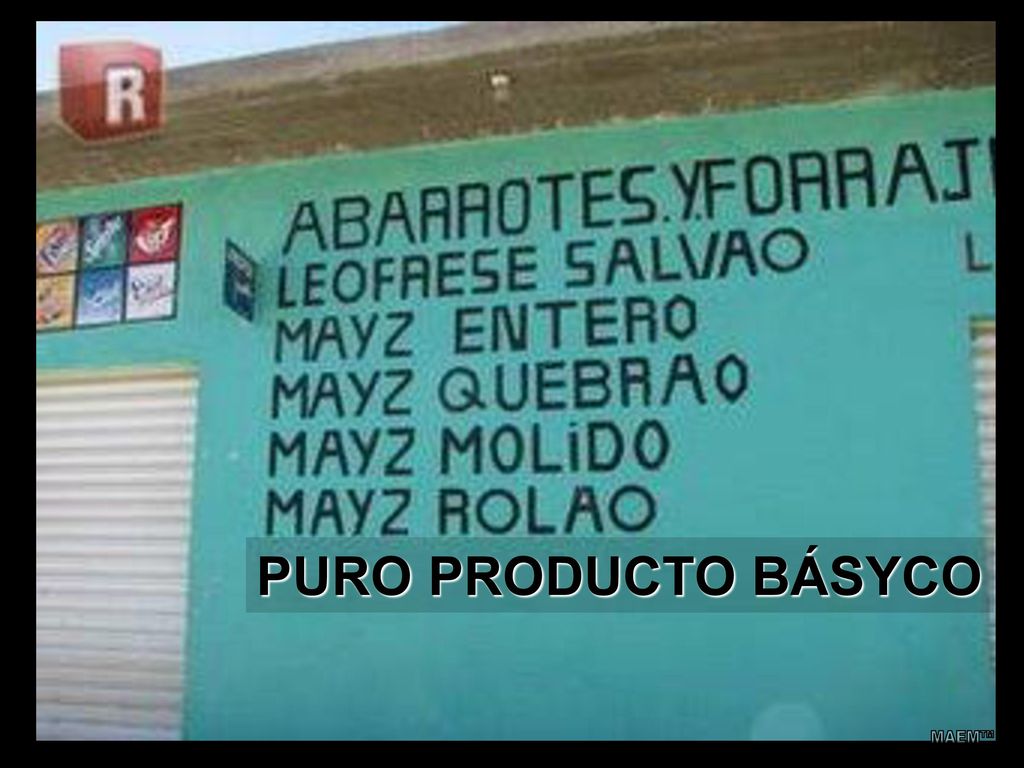 R
ABARROTES.Y.FORRAJ
LEOFRESE SALVAO
L
MAYZ ENTERO
MAYZ QUEBRAO
MAYZ MOLiDO
MAYZ ROLAO
PURO PRODUCTO BÁSYCO
MAEM™